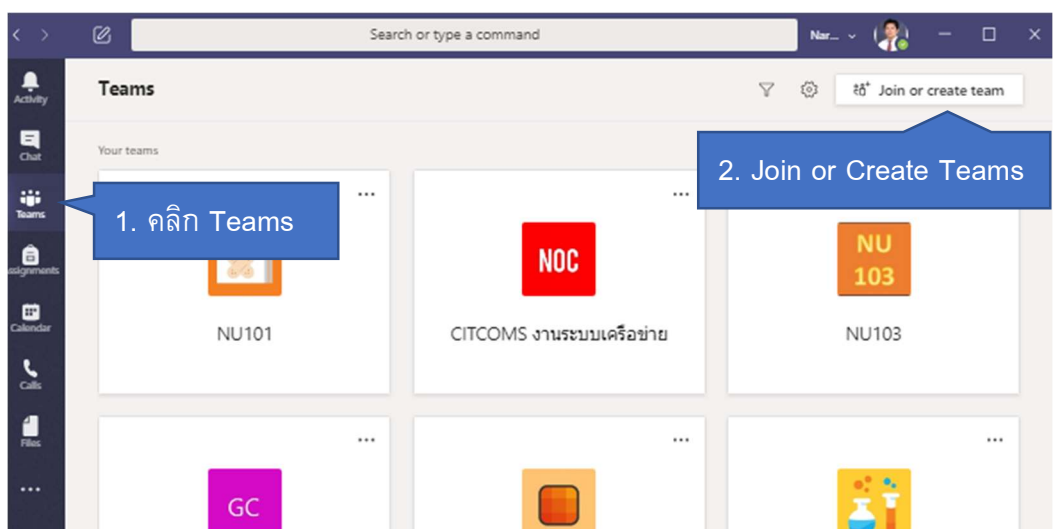 Search or type a command
Nar...
Activity
Chat
Teams
Assignments
Calendar
Calls
Files
Teams
Join or create team
Your teams
2. Join or Create Teams
1. คลิก Teams
NOC
NU
103
NU101
CITCOMS งานระบบเครือข่าย
NU103
GC